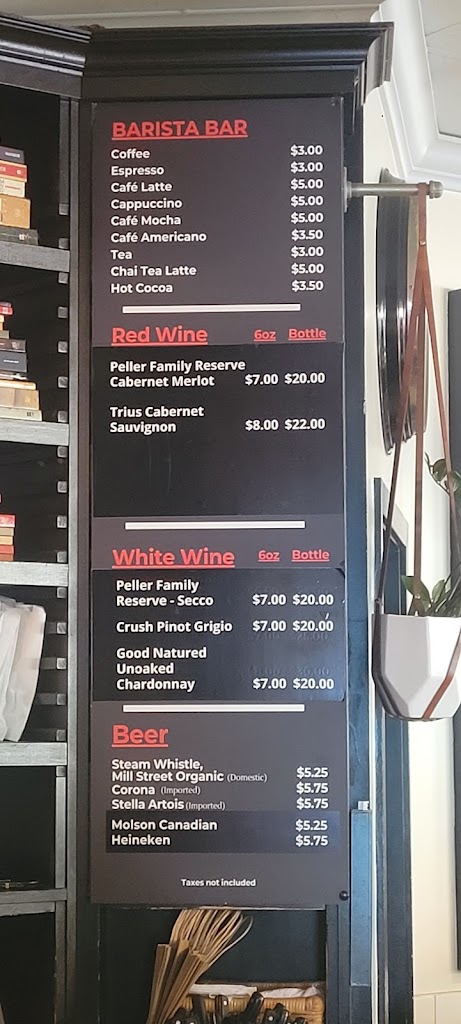 BARISTA BAR
Coffee $3.00
Espresso $3.00
Café Latte $5.00
Cappuccino $5.00
Café Mocha $5.00
Café Americano $3.50
Tea $3.00
Chai Tea Latte $5.00
Hot Cocoa $3.50
Red Wine 6oz Bottle
Peller Family Reserve
Cabernet Merlot $7.00 $20.00
Trius Cabernet
Sauvignon $8.00 $22.00
White Wine 6oz Bottle
Peller Family
Reserve - Secco $7.00 $20.00
Crush Pinot Grigio $7.00 $20.00
Good Natured
Unoaked
Chardonnay $7.00 $20.00
Beer
Steam Whistle,
Mill Street Organic (Domestic) $5.25
Corona (Imported) $5.75
Stella Artois (Imported) $5.75
Molson Canadian $5.25
Heineken $5.75
Taxes not included